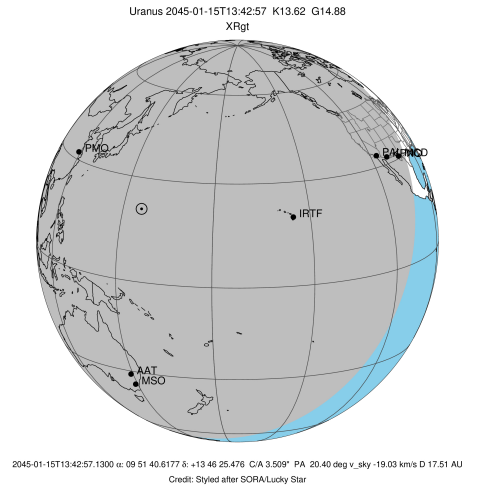 Uranus 2045-01-15T13:42:57  K13.62  G14.88
XRgt
PMO
IRTF
AAT
MSO
2045-01-15T13:42:57.1300 α: 09 51 40.6177 δ: +13 46 25.476  C/A 3.509"  PA  20.40 deg v_sky -19.03 km/s D 17.51 AU
Credit: Styled after SORA/Lucky Star